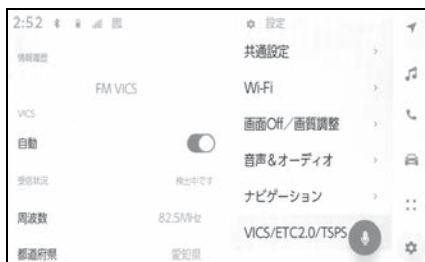 2:52
設定
情報履歴
FM VICS
VICS
自動
受信状況 検出中です
周波数 82.5MHz
都道府県 愛知県
共通設定
Wi-Fi
画面Off/画質調整
音声&オーディオ
ナビゲーション
VICS/ETC2.0/TSPS